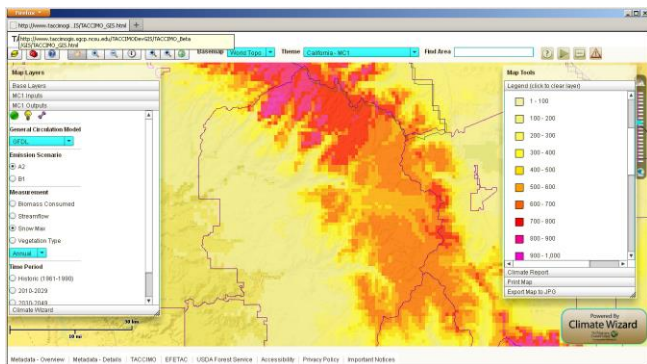 Firefox
http://www.taccimogi...IS/TACCIMO_GIS.html
http://www.taccimogis.sgcp.ncsu.edu/TACCIMODev/GIS/TACCIMO_Beta
/GIS/TACCIMO_GIS.html
Basemap World Topo Theme California - MC1 Find Area
Map Layers
Base Layers
MC1 Inputs
MC1 Outputs
General Circulation Model
GFDL
Emission Scenario
A2
B1
Measurement
Biomass Consumed
Streamflow
Snow Max
Vegetation Type
Annual
Time Period
Historic (1961-1990)
2010-2029
2030-2049
Climate Wizard
Map Tools
Legend (click to clear layer)
1 - 100
100 - 200
200 - 300
300 - 400
400 - 500
500 - 600
600 - 700
700 - 800
800 - 900
900 - 1,000
Climate Report
Print Map
Export Map to JPG
Powered By
Climate Wizard
Metadata - Overview | Metadata - Details | TACCIMO | EFETAC | USDA Forest Service | Accessibility | Privacy Policy | Important Notices